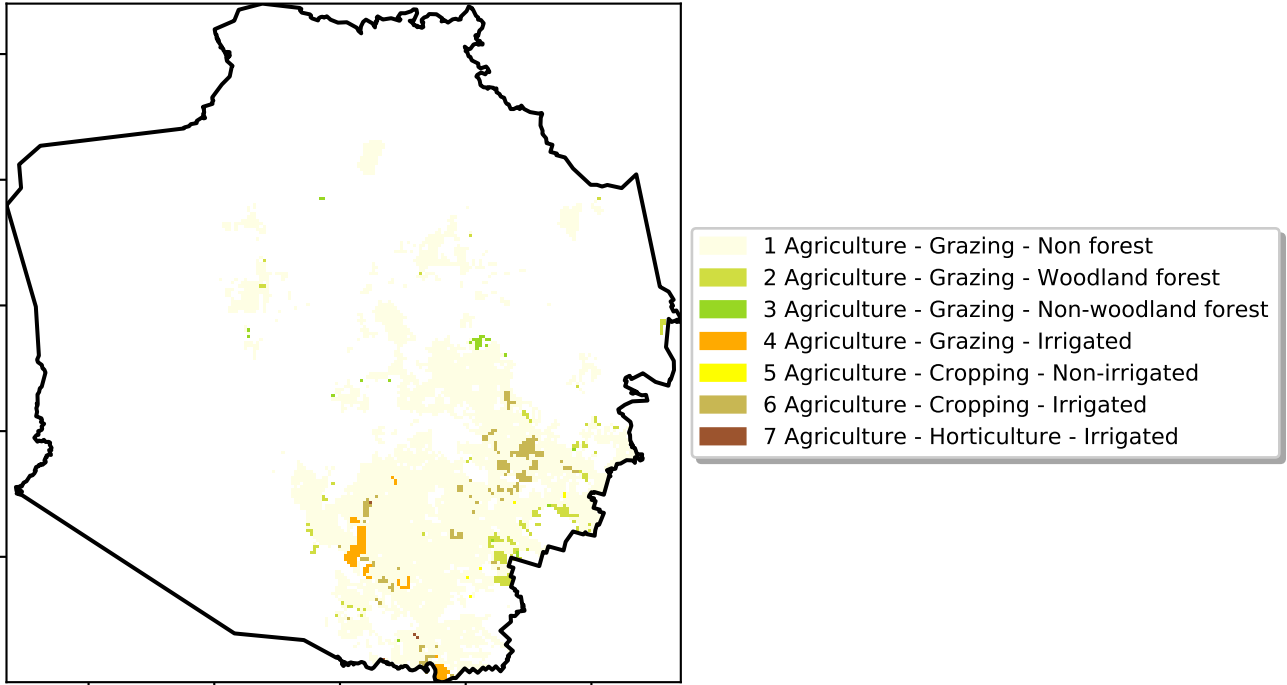 1 Agriculture - Grazing - Non forest
2 Agriculture - Grazing - Woodland forest
3 Agriculture - Grazing - Non-woodland forest
4 Agriculture - Grazing - Irrigated
5 Agriculture - Cropping - Non-irrigated
6 Agriculture - Cropping - Irrigated
7 Agriculture - Horticulture - Irrigated